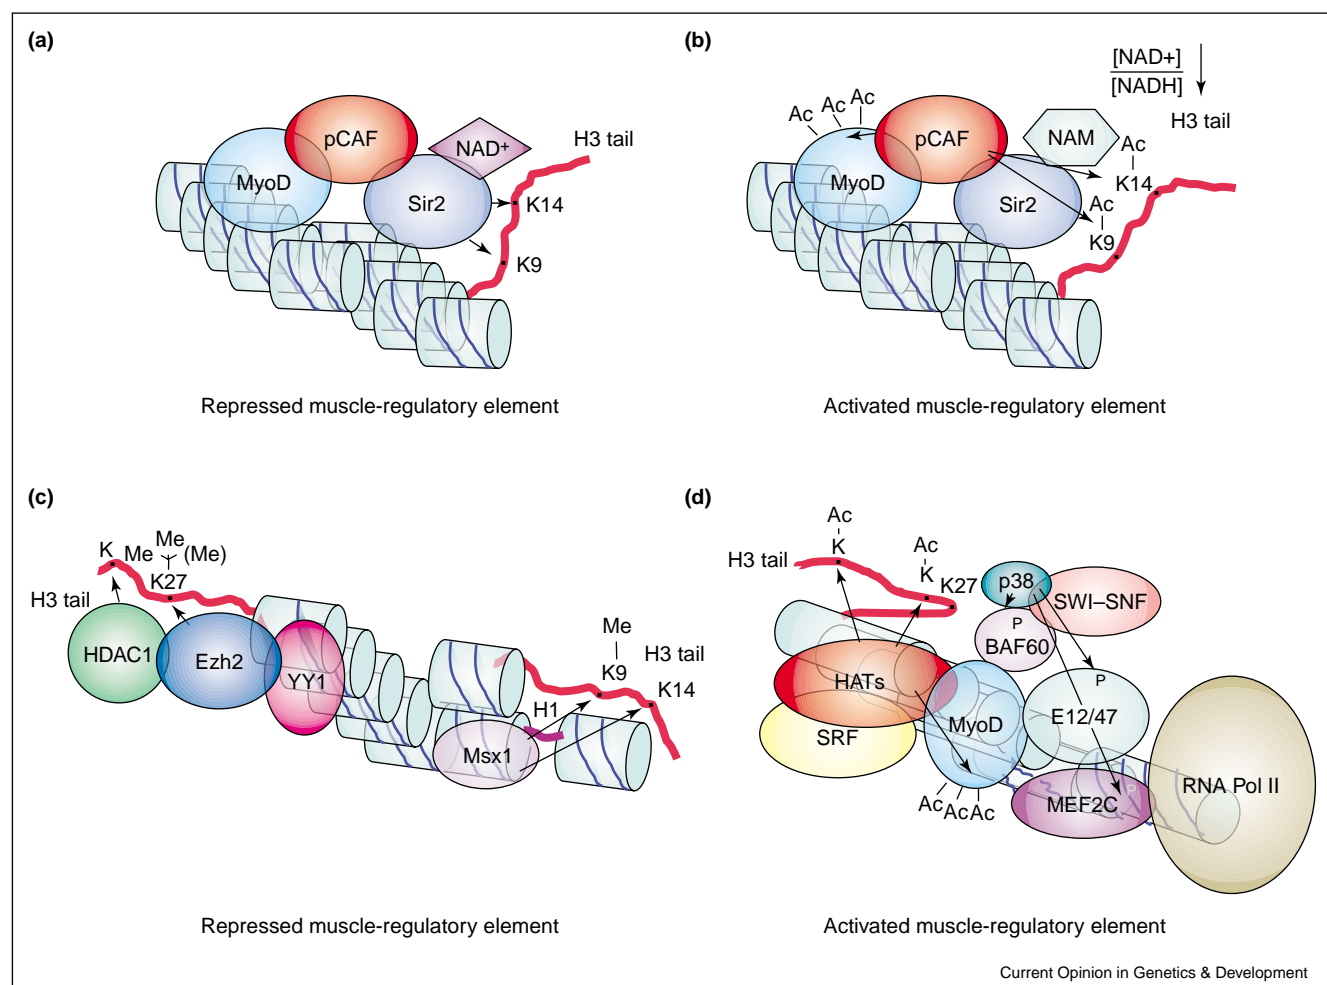 (a)
pCAF
NAD+
H3 tail
MyoD
Sir2
K14
K9
Repressed muscle-regulatory element
(b)
[NAD+]
[NADH]
H3 tail
Ac
Ac
Ac
pCAF
NAM
Ac
MyoD
Sir2
K14
Ac
K9
Activated muscle-regulatory element
(c)
K
Me
Me
(Me)
K27
H3 tail
HDAC1
Ezh2
YY1
Me
K9
H3 tail
K14
H1
Msx1
Repressed muscle-regulatory element
(d)
Ac
K
H3 tail
Ac
K
K27
p38
SWI–SNF
P
BAF60
HATs
P
SRF
MyoD
E12/47
Ac
Ac
Ac
MEF2C
P
RNA Pol II
Activated muscle-regulatory element
Current Opinion in Genetics & Development